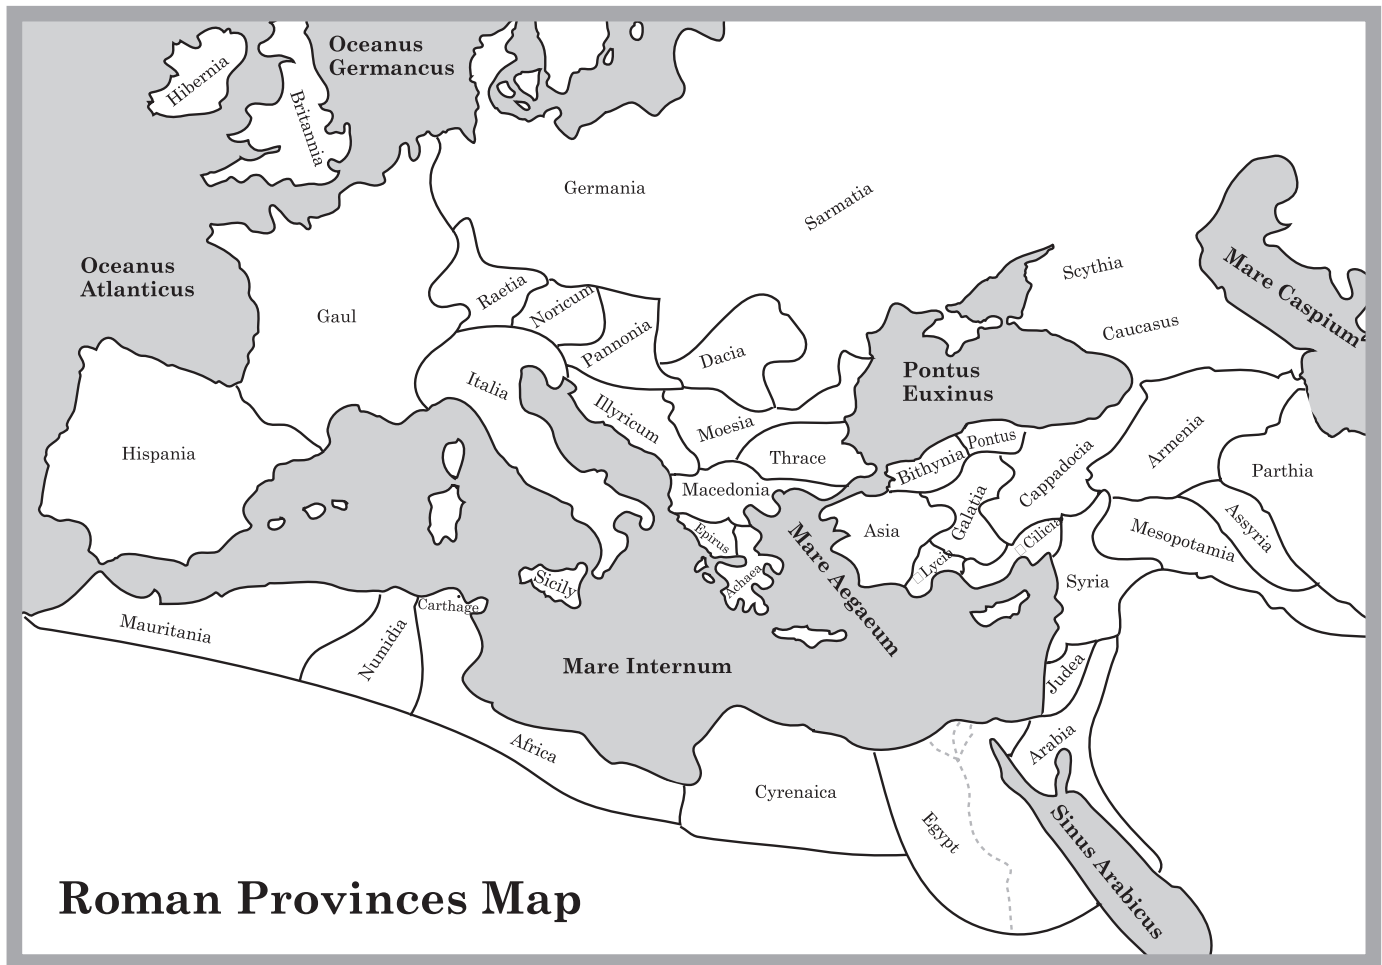 Oceanus
Germancus
Hibernia
Britannia
Germania
Sarmatia
Oceanus
Atlanticus
Scythia
Mare Caspium
Gaul
Raetia
Noricum
Pannonia
Dacia
Caucasus
Pontus
Euxinus
Italia
Illyricum
Moesia
Thrace
Hispania
Macedonia
Epirus
Achaea
Bithynia
Pontus
Galatia
Cappadocia
Armenia
Parthia
Asia
Lycia
Cilicia
Mesopotamia
Assyria
Syria
Mare Aegaeum
Sicily
Carthage
Mauritania
Numidia
Mare Internum
Judea
Africa
Arabia
Cyrenaica
Egypt
Sinus Arabicus
Roman Provinces Map